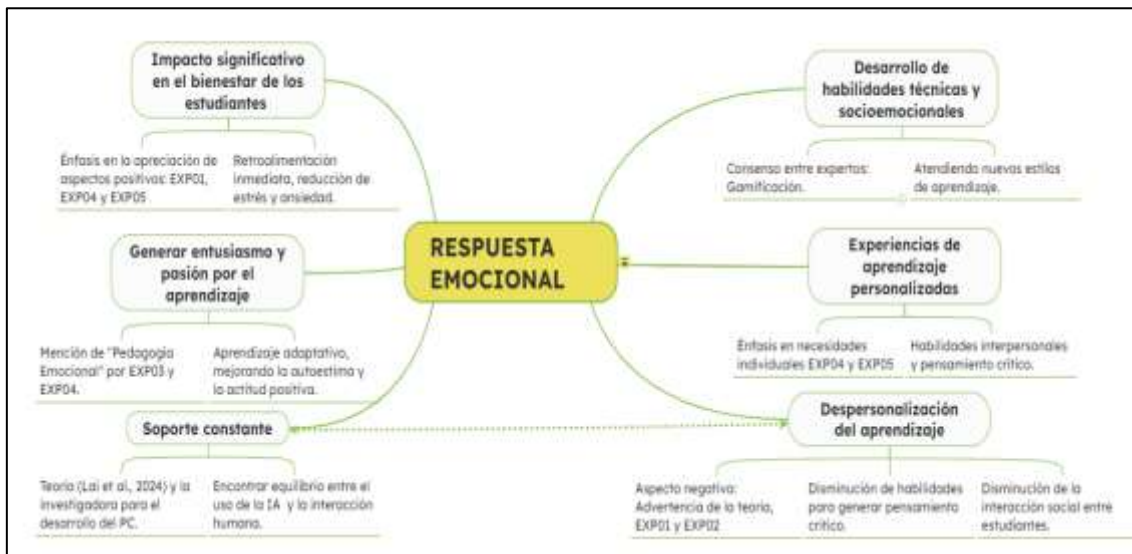 Impacto significativo
en el bienestar de los
estudiantes
Énfasis en la apreciación de
aspectos positivos: EXP01,
EXP04 y EXP05
Retroalimentación
inmediata, reducción de
estrés y ansiedad.
Generar entusiasmo y
pasión por el
aprendizaje
Mención de "Pedagogía
Emocional" por EXP03 y
EXP04.
Aprendizaje adaptativo,
mejorando la autoestima y
la actitud positiva.
Soporte constante
Teoría (Lai et al., 2024) y la
investigadora para el
desarrollo del PC.
Encontrar equilibrio entre el
uso de la IA y la interacción
humana.
RESPUESTA
EMOCIONAL
Desarrollo de
habilidades técnicas y
socioemocionales
Consenso entre expertos:
Gamificación.
Atendiendo nuevos estilos
de aprendizaje.
Experiencias de
aprendizaje
personalizadas
Énfasis en necesidades
individuales EXP04 y EXP05
Habilidades interpersonales
y pensamiento crítico.
Despersonalización
del aprendizaje
Aspecto negativo:
Advertencia de la teoría,
EXP01 y EXP02
Disminución de habilidades
para generar pensamiento
crítico.
Disminución de la
interacción social entre
estudiantes.